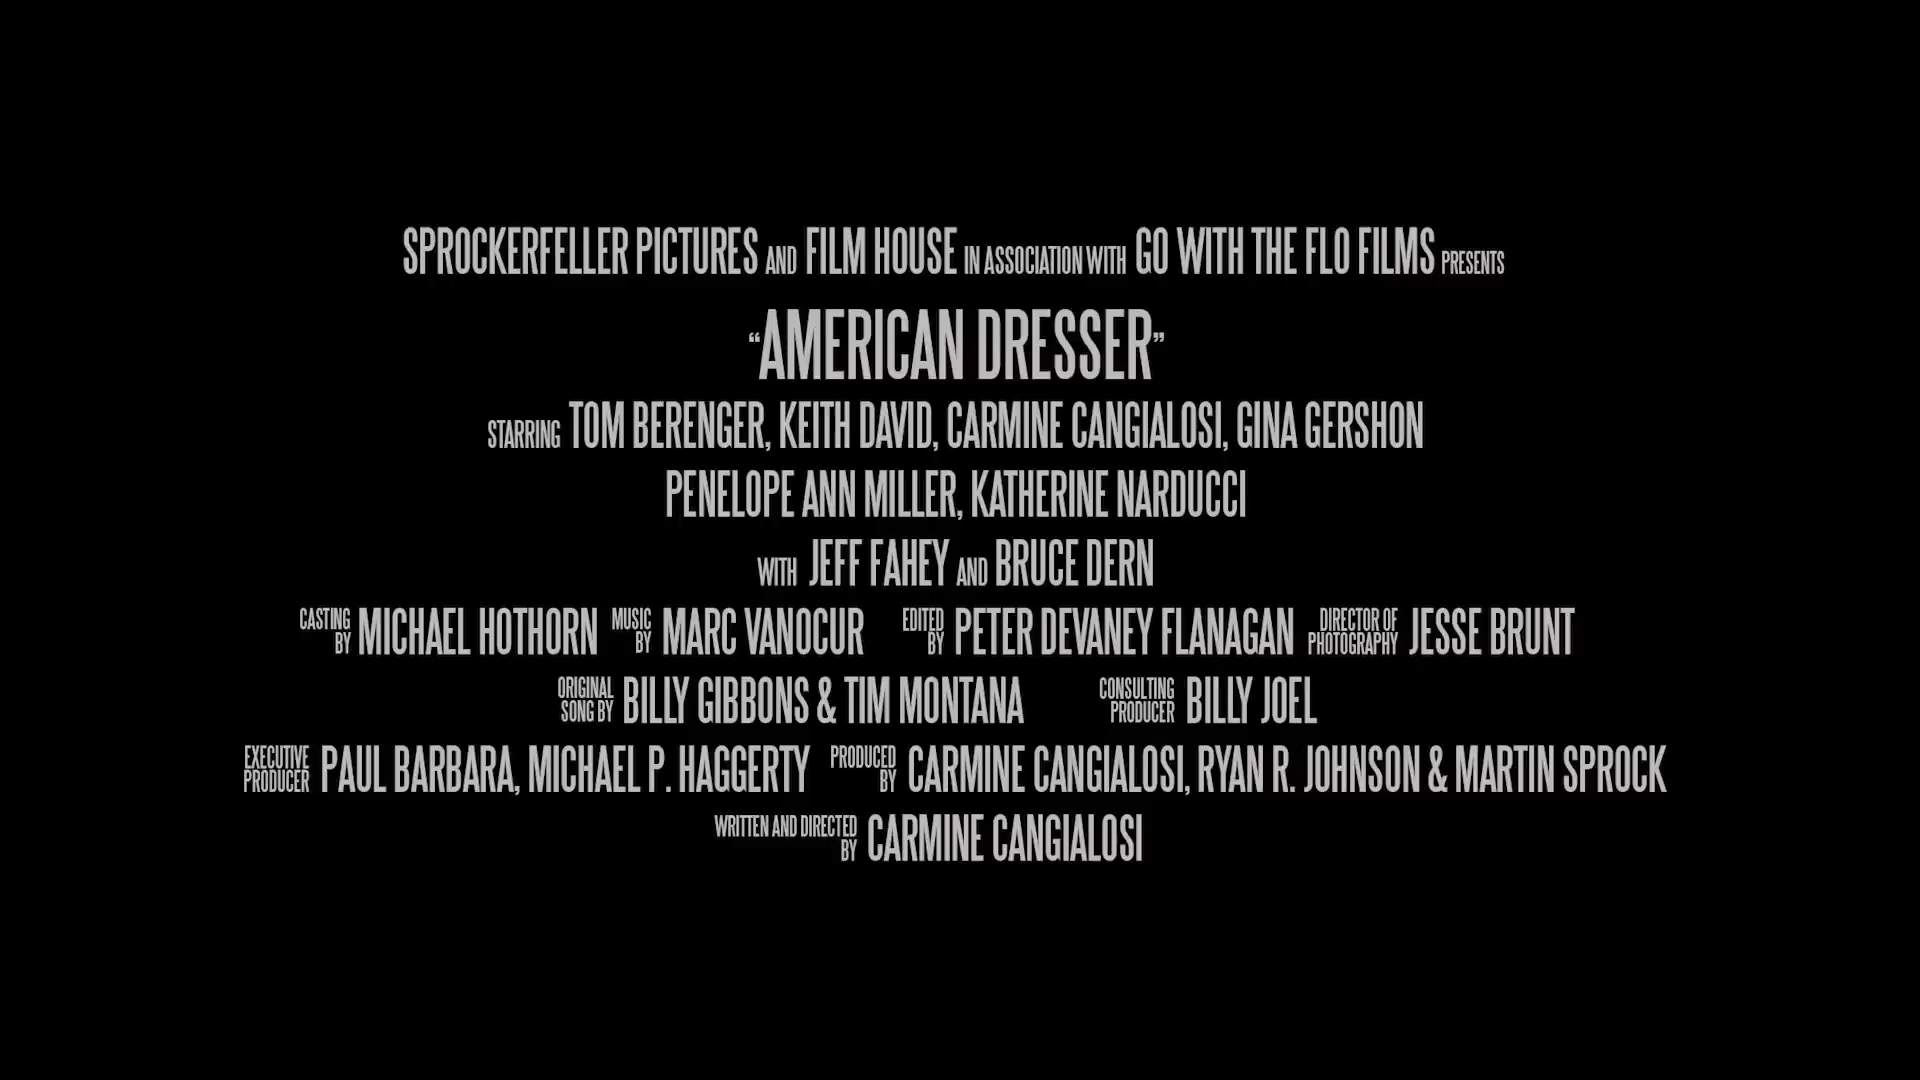 SPROCKERFELLER PICTURES AND FILM HOUSE IN ASSOCIATION WITH GO WITH THE FLO FILMS PRESENTS
“AMERICAN DRESSER”
STARRING TOM BERENGER, KEITH DAVID, CARMINE CANGIALOSI, GINA GERSHON
PENELOPE ANN MILLER, KATHERINE NARDUCCI
WITH JEFF FAHEY AND BRUCE DERN
CASTING BY MICHAEL HOTHORN MUSIC BY MARC VANOCUR EDITED BY PETER DEVANEY FLANAGAN DIRECTOR OF PHOTOGRAPHY JESSE BRUNT
ORIGINAL SONG BY BILLY GIBBONS & TIM MONTANA CONSULTING PRODUCER BILLY JOEL
EXECUTIVE PRODUCER PAUL BARBARA, MICHAEL P. HAGGERTY PRODUCED BY CARMINE CANGIALOSI, RYAN R. JOHNSON & MARTIN SPROCK
WRITTEN AND DIRECTED BY CARMINE CANGIALOSI